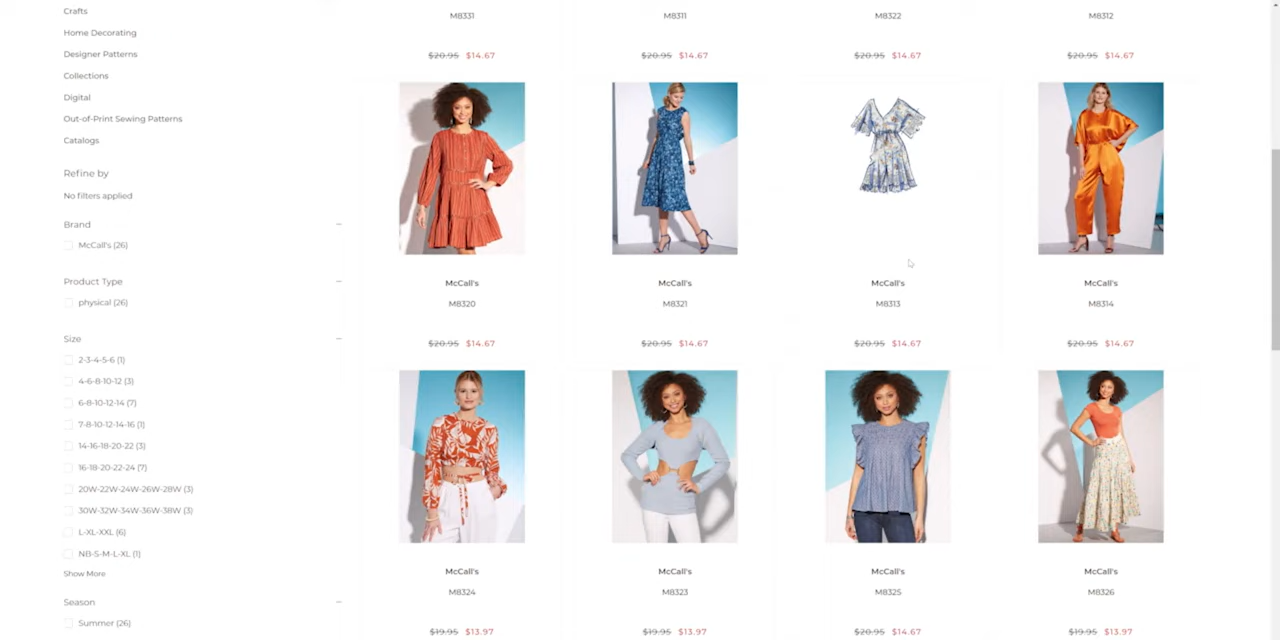 Crafts
Home Decorating
Designer Patterns
Collections
Digital
Out-of-Print Sewing Patterns
Catalogs
Refine by
No filters applied
Brand
McCall's (26)
Product Type
physical (26)
Size
2-3-4-5-6 (1)
4-6-8-10-12 (3)
6-8-10-12-14 (7)
7-8-10-12-14-16 (1)
14-16-18-20-22 (3)
16-18-20-22-24 (7)
20W-22W-24W-26W-28W (3)
30W-32W-34W-36W-38W (3)
L-XL-XXL (6)
NB-S-M-L-XL (1)
Show More
Season
Summer (26)
M8331 M8311 M8322 M8312
$20.95 $14.67 $20.95 $14.67 $20.95 $14.67 $20.95 $14.67
McCall's McCall's McCall's McCall's
M8320 M8321 M8313 M8314
$20.95 $14.67 $20.95 $14.67 $20.95 $14.67 $20.95 $14.67
McCall's McCall's McCall's McCall's
M8324 M8323 M8325 M8326
$19.95 $13.97 $19.95 $13.97 $20.95 $14.67 $19.95 $13.97